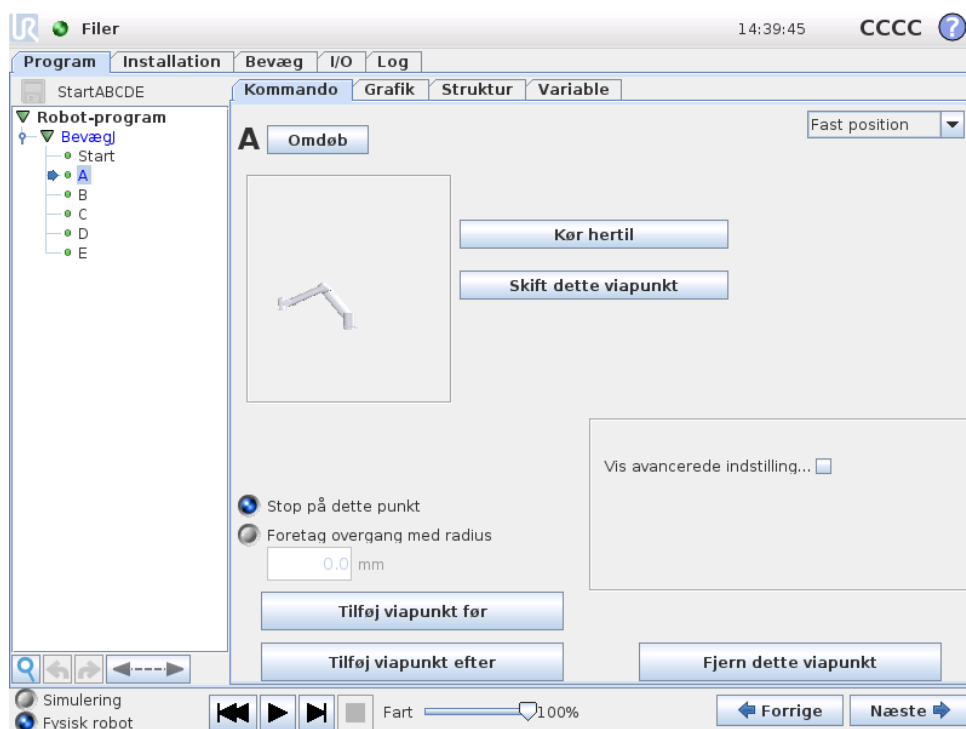 UR Filer 14:39:45 CCCC ?
Program Installation Bevæg I/O Log
StartABCDE
Kommando Grafik Struktur Variable
Robot-program
BevægJ
Start
A
B
C
D
E
A Omdøb
Fast position
Kør hertil
Skift dette viapunkt
Vis avancerede indstilling...
Stop på dette punkt
Foretag overgang med radius
0.0 mm
Tilføj viapunkt før
Tilføj viapunkt efter
Fjern dette viapunkt
Simulering
Fysisk robot
Fart 100%
Forrige Næste